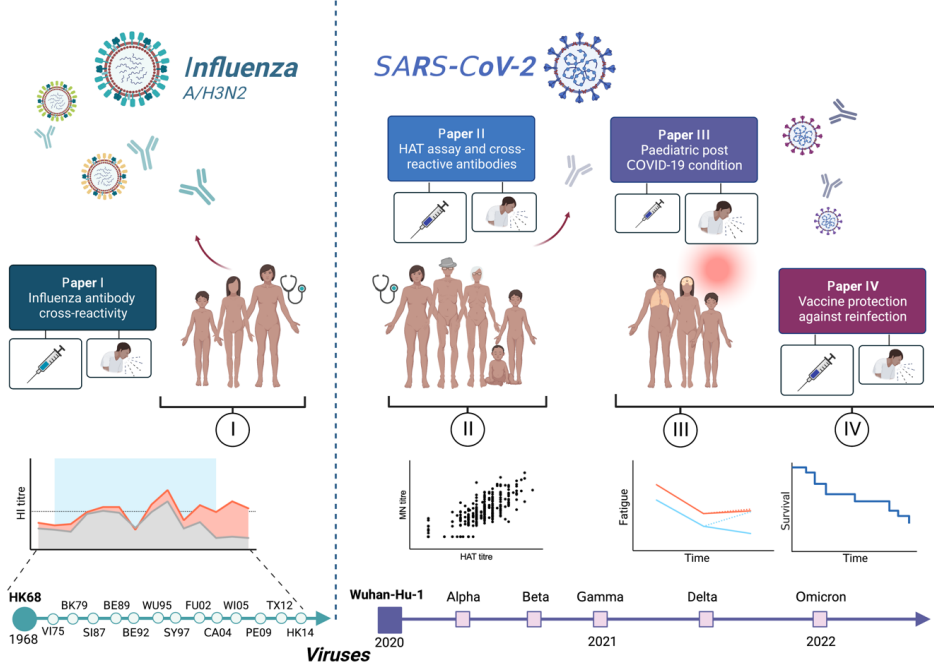 Influenza
A/H3N2
Paper I
Influenza antibody
cross-reactivity
I
HI titre
HK68
1968
VI75
BK79
SI87
BE89
BE92
WU95
SY97
FU02
CA04
WI05
PE09
TX12
HK14
SARS-CoV-2
Paper II
HAT assay and cross-
reactive antibodies
Paper III
Paediatric post
COVID-19 condition
Paper IV
Vaccine protection
against reinfection
II
III
IV
MN titre
HAT titre
Fatigue
Time
Survival
Time
Wuhan-Hu-1
2020
Alpha
Beta
Gamma
2021
Delta
Omicron
2022
Viruses